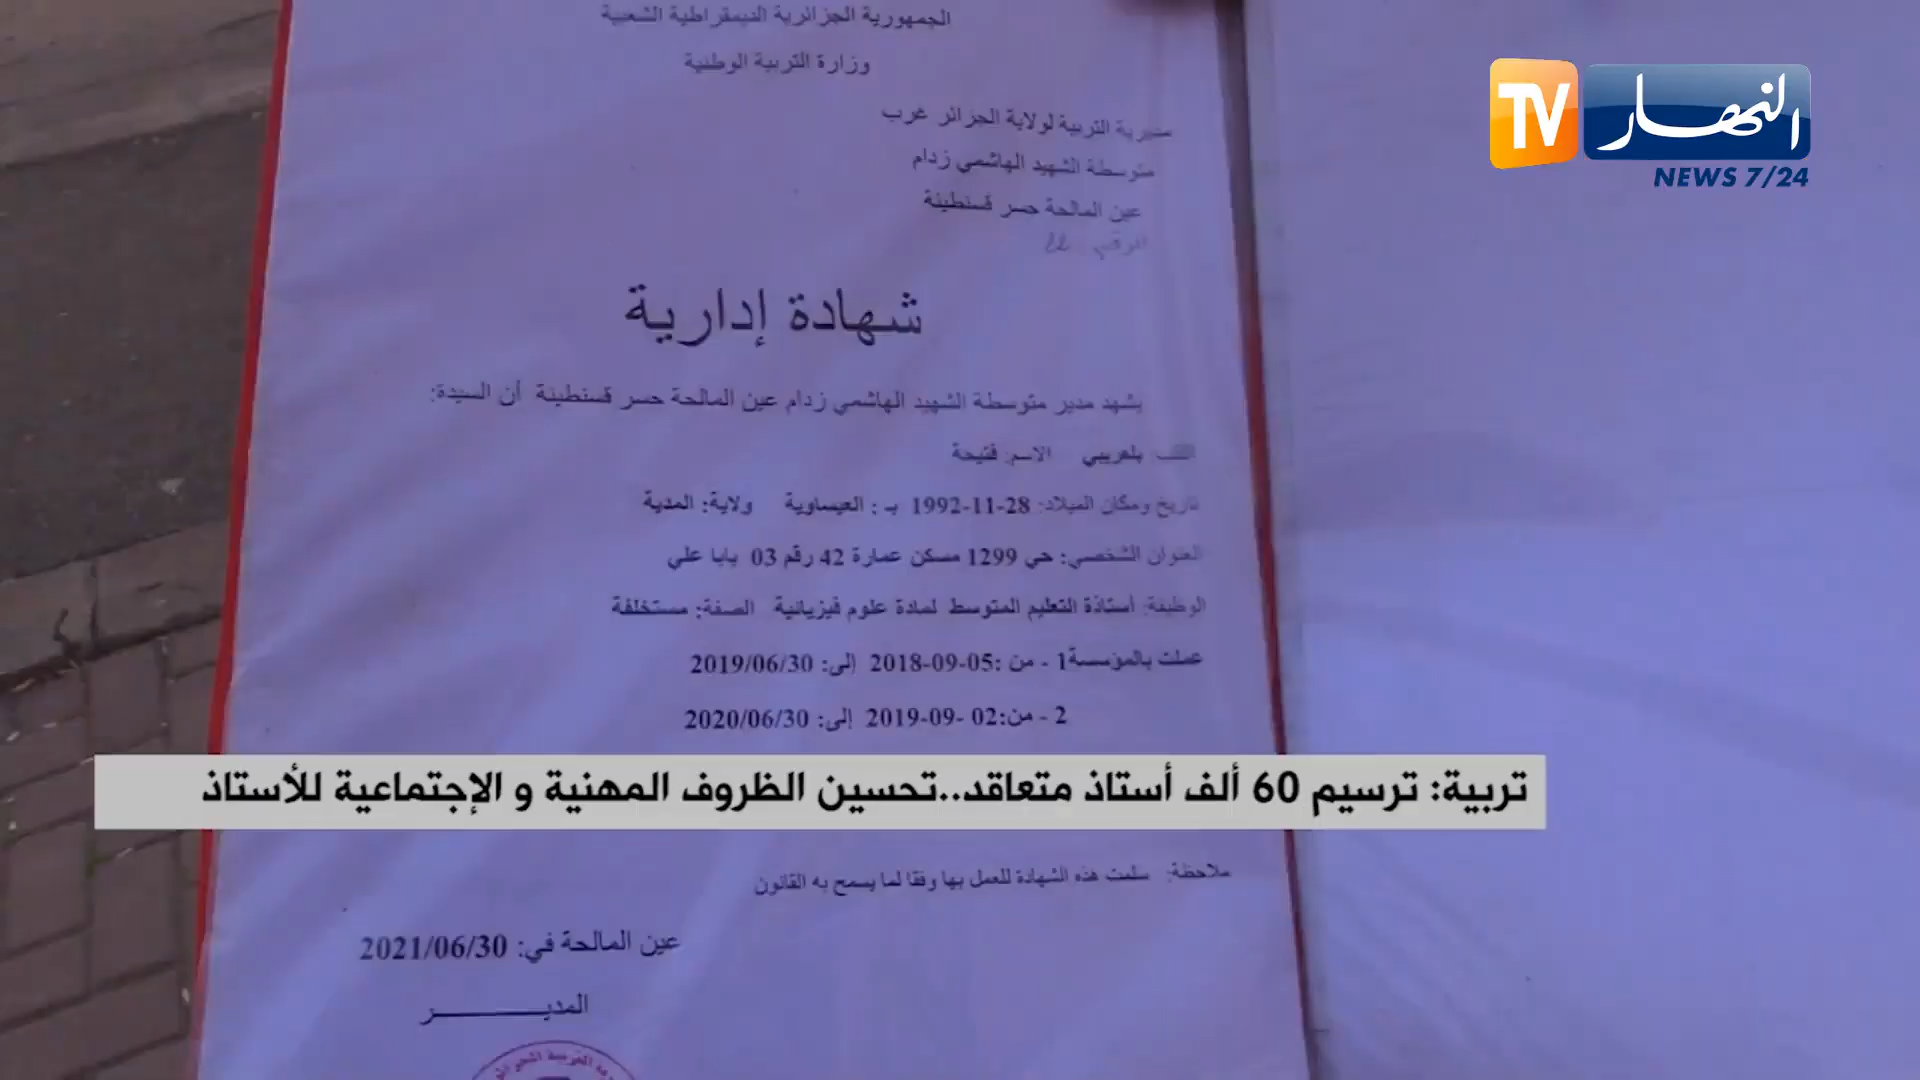 الجمهورية الجزائرية الديمقراطية الشعبية
وزارة التربية الوطنية
TV النهار
NEWS 7/24
مديرية التربية لولاية الجزائر غرب
متوسطة الشهيد الهاشمي زدام
عين المالحة جسر قسنطينة
الرقم:
شهادة إدارية
يشهد مدير متوسطة الشهيد الهاشمي زدام عين المالحة جسر قسنطينة أن السيدة:
اللقب: بلعريبي الاسم: فتيحة
تاريخ ومكان الميلاد: 28-11-1992 بـ : العيساوية ولاية: المدية
العنوان الشخصي: حي 1299 مسكن عمارة 42 رقم 03 بابا علي
الوظيفة: أستاذة التعليم المتوسط لمادة علوم فيزيائية الصفة: مستخلفة
عملت بالمؤسسة1 - من :05-09-2018 إلى: 2019/06/30
2 - من:02 -09-2019 إلى: 2020/06/30
تربية: ترسيم 60 ألف أستاذ متعاقد..تحسين الظروف المهنية و الإجتماعية للأستاذ
ملاحظة: سلمت هذه الشهادة للعمل بها وفقا لما يسمح به القانون
عين المالحة في: 2021/06/30
المديـــــــــر